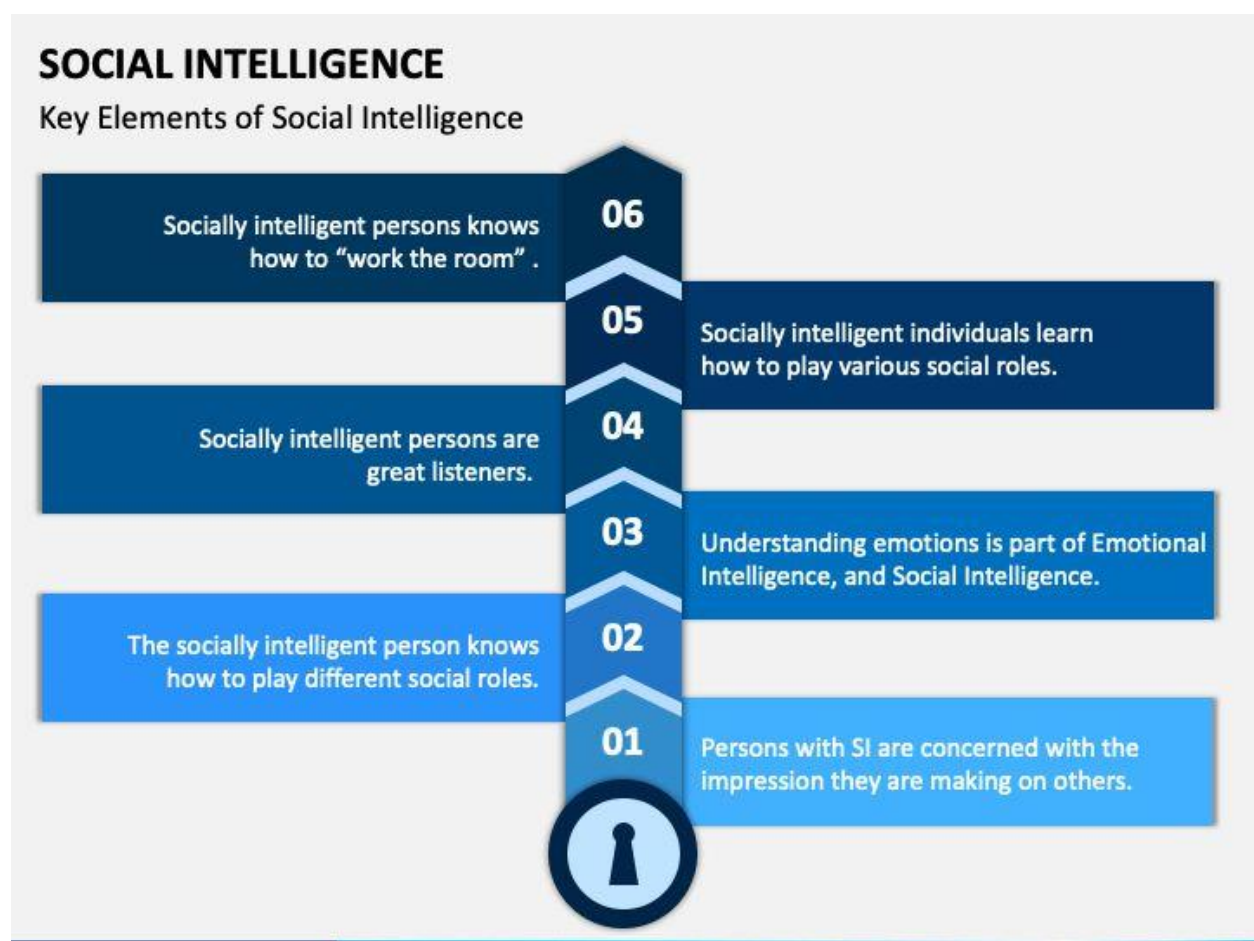 SOCIAL INTELLIGENCE
Key Elements of Social Intelligence
06
Socially intelligent persons knows
how to “work the room” .
05
Socially intelligent individuals learn
how to play various social roles.
04
Socially intelligent persons are
great listeners.
03
Understanding emotions is part of Emotional
Intelligence, and Social Intelligence.
02
The socially intelligent person knows
how to play different social roles.
01
Persons with SI are concerned with the
impression they are making on others.